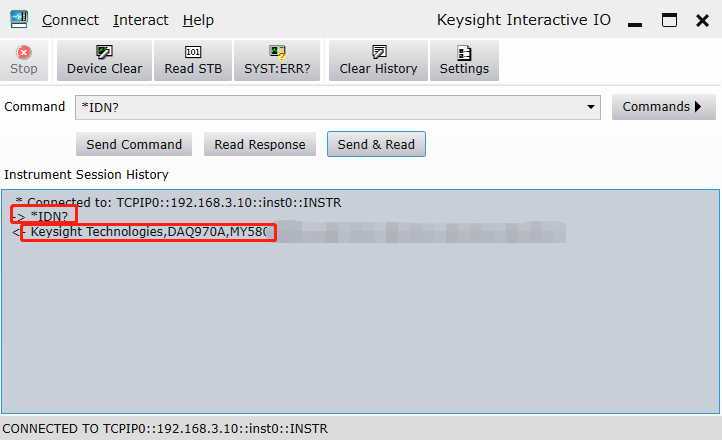 Connect Interact Help Keysight Interactive IO
Stop Device Clear Read STB SYST:ERR? Clear History Settings
Command *IDN? Commands
Send Command Read Response Send & Read
Instrument Session History
* Connected to: TCPIP0::192.168.3.10::inst0::INSTR
-> *IDN?
<- Keysight Technologies,DAQ970A,MY580
CONNECTED TO TCPIP0::192.168.3.10::inst0::INSTR